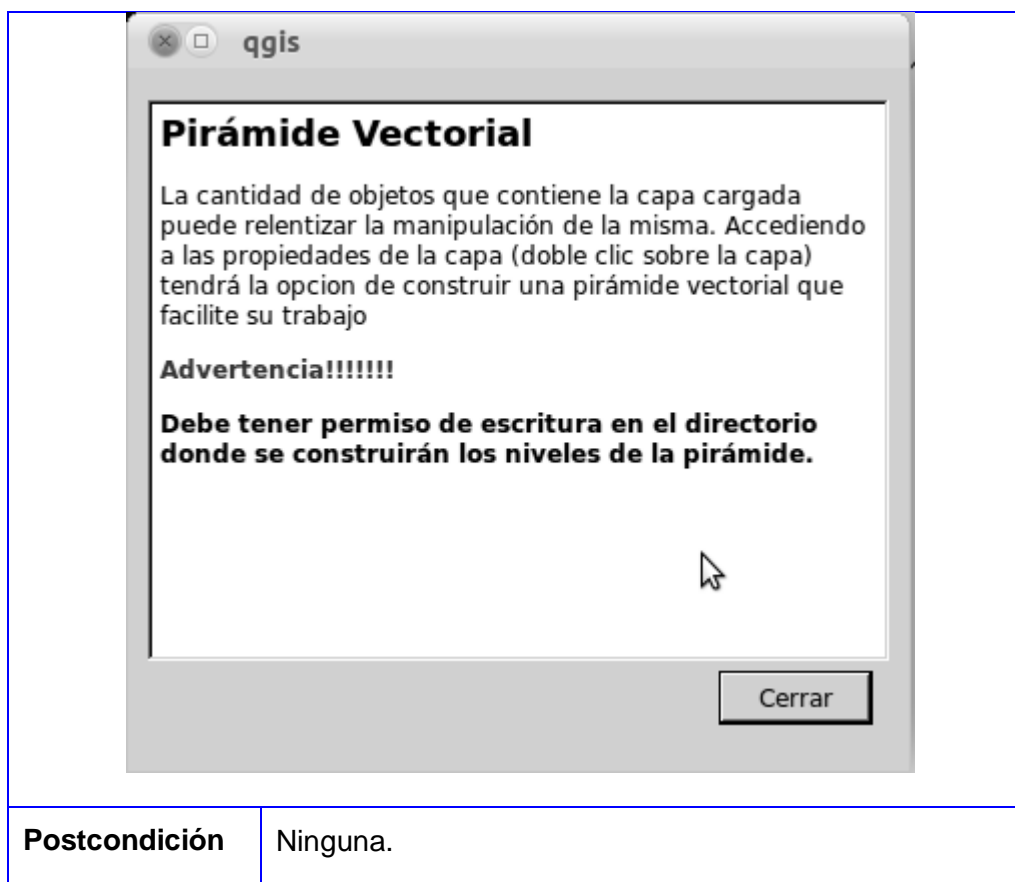 qgis
Pirámide Vectorial
La cantidad de objetos que contiene la capa cargada
puede relentizar la manipulación de la misma. Accediendo
a las propiedades de la capa (doble clic sobre la capa)
tendrá la opcion de construir una pirámide vectorial que
facilite su trabajo
Advertencia!!!!!!!
Debe tener permiso de escritura en el directorio
donde se construirán los niveles de la pirámide.
Cerrar
Postcondición Ninguna.